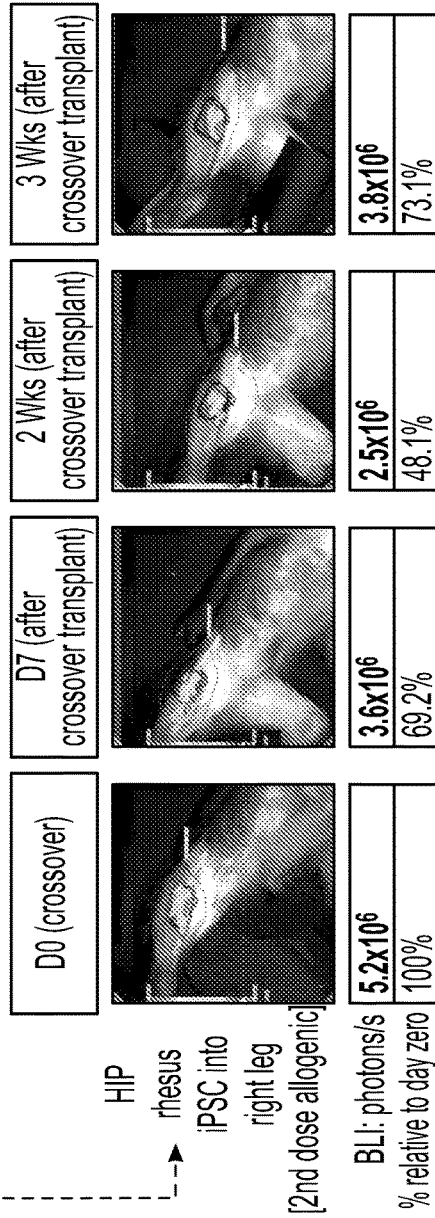 D0 (crossover)
D7 (after
crossover transplant)
2 Wks (after
crossover transplant)
3 Wks (after
crossover transplant)
HIP
rhesus
iPSC into
right leg
[2nd dose allogenic]
BLI: photons/s
5.2x10⁶
3.6x10⁶
2.5x10⁶
3.8x10⁶
% relative to day zero
100%
69.2%
48.1%
73.1%